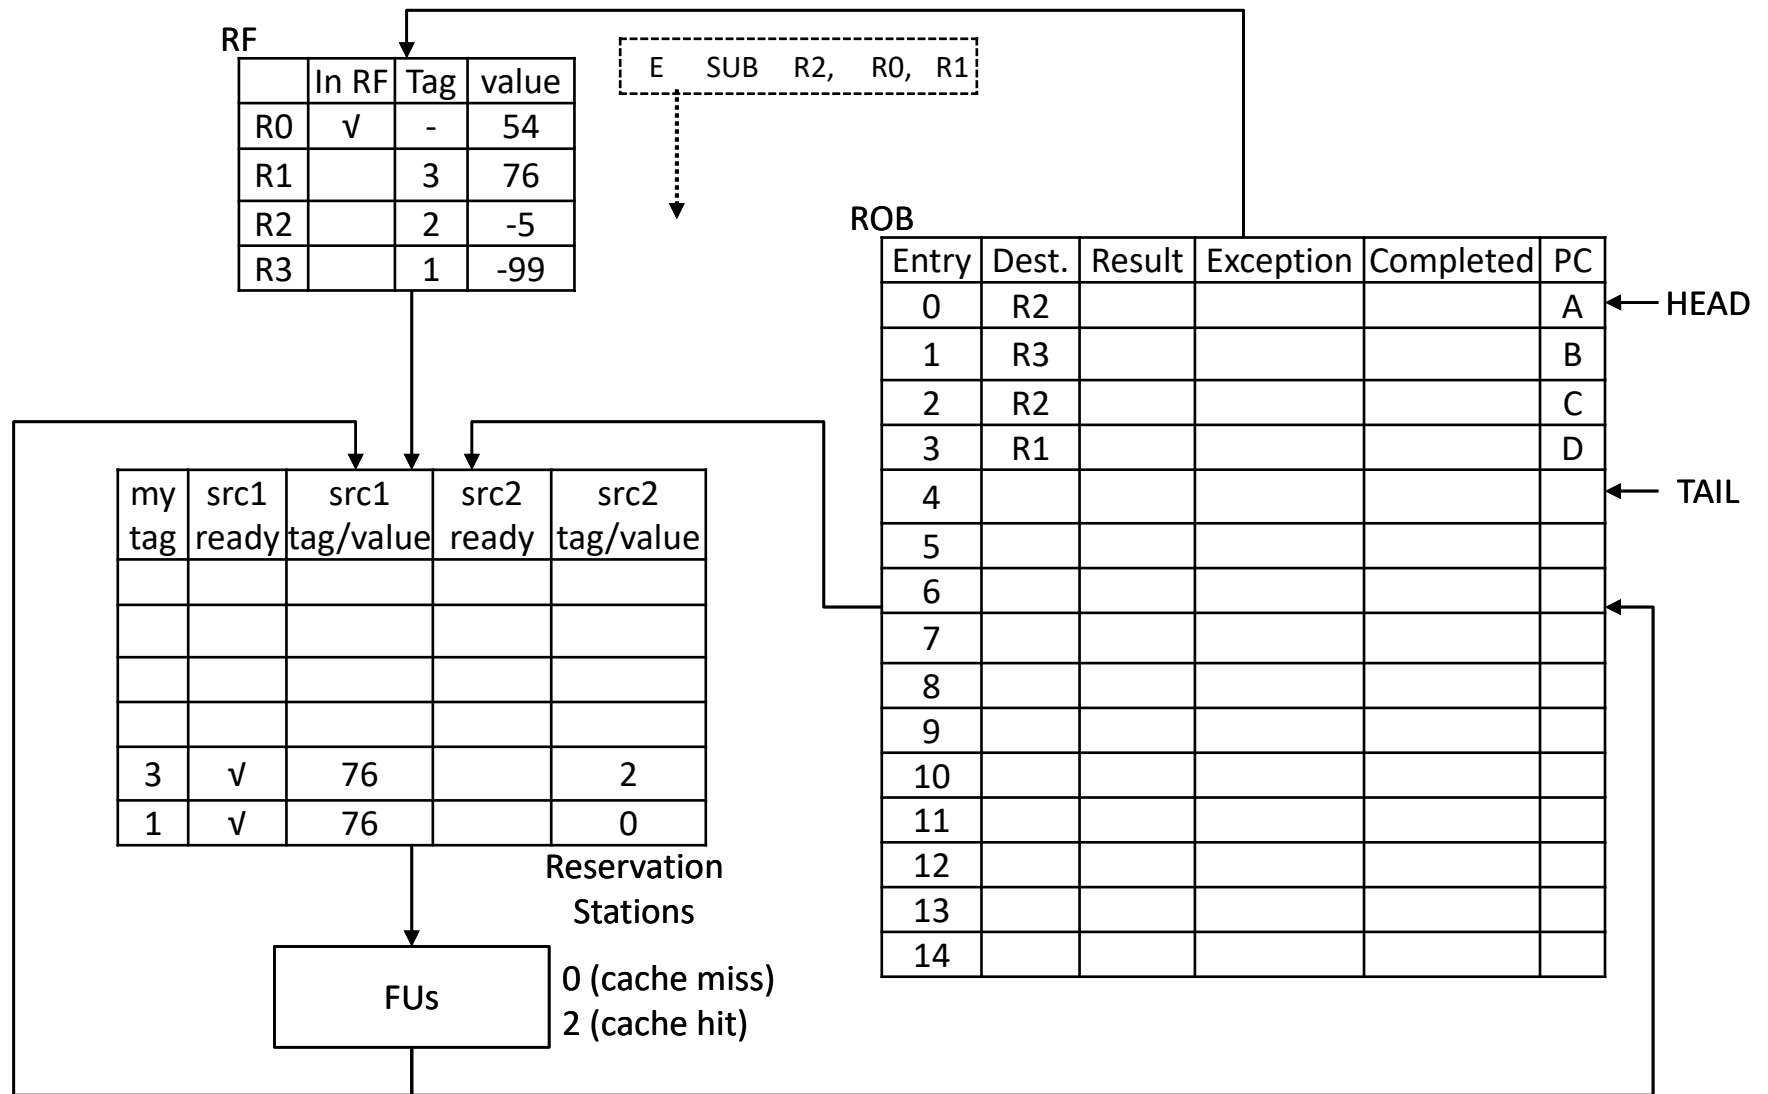 RF
In RF Tag value
R0 √ - 54
R1 3 76
R2 2 -5
R3 1 -99
E SUB R2, R0, R1
ROB
Entry Dest. Result Exception Completed PC
0 R2 A
1 R3 B
2 R2 C
3 R1 D
4
5
6
7
8
9
10
11
12
13
14
HEAD
TAIL
my src1 src1 src2 src2
tag ready tag/value ready tag/value
3 √ 76 2
1 √ 76 0
Reservation
Stations
FUs
0 (cache miss)
2 (cache hit)